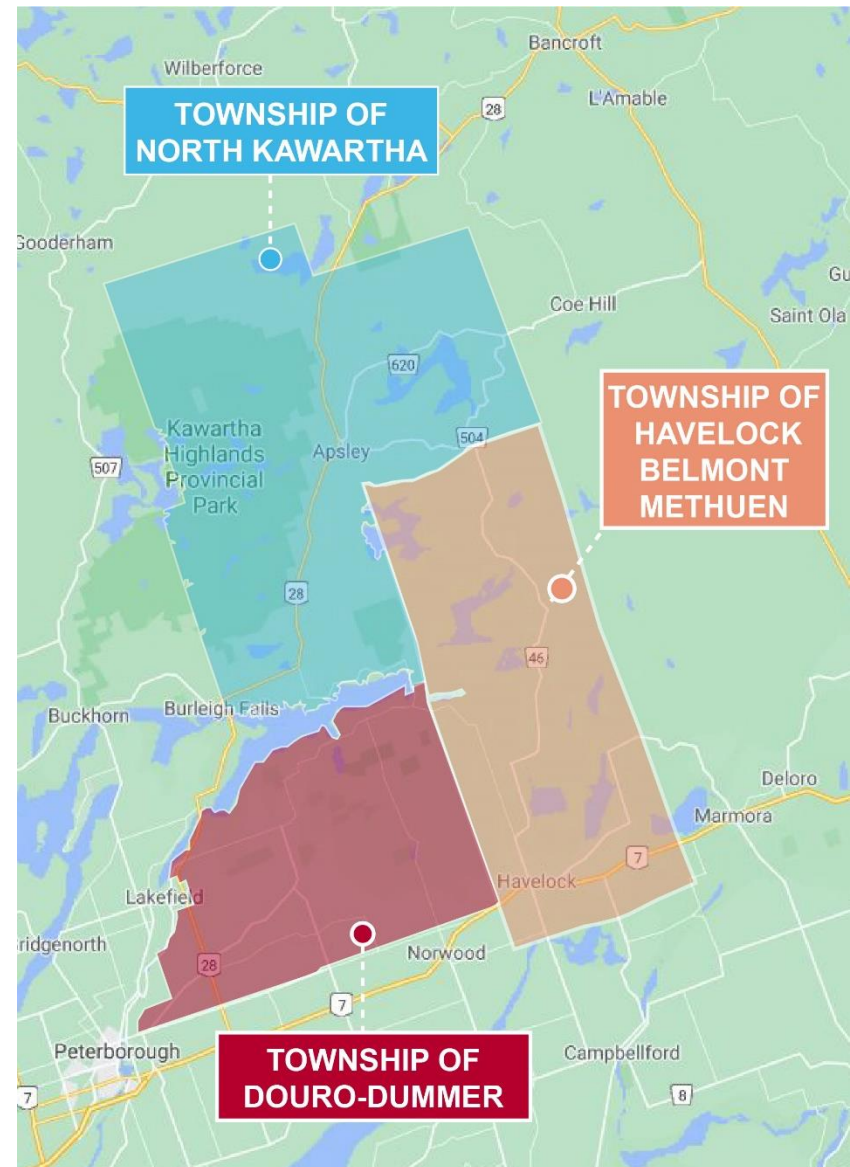 Bancroft
Wilberforce
28
L'Amable
TOWNSHIP OF
NORTH KAWARTHA
Gooderham
Coe Hill
Gu
Saint Ola
620
TOWNSHIP OF
HAVELOCK
BELMONT
METHUEN
Kawartha
Highlands
Provincial
Park
Apsley
504
507
28
46
Buckhorn
Burleigh Falls
Deloro
Marmora
7
Havelock
Lakefield
ridgenorth
Norwood
28
7
Peterborough
TOWNSHIP OF
DOURO-DUMMER
Campbellford
7
8